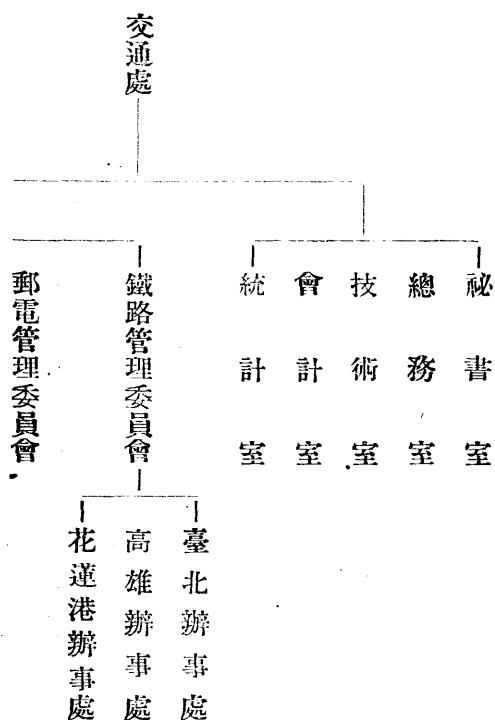 交通處
祕書室
總務室
技術室
會計室
統計室
鐵路管理委員會
郵電管理委員會
臺北辦事處
高雄辦事處
花蓮港辦事處